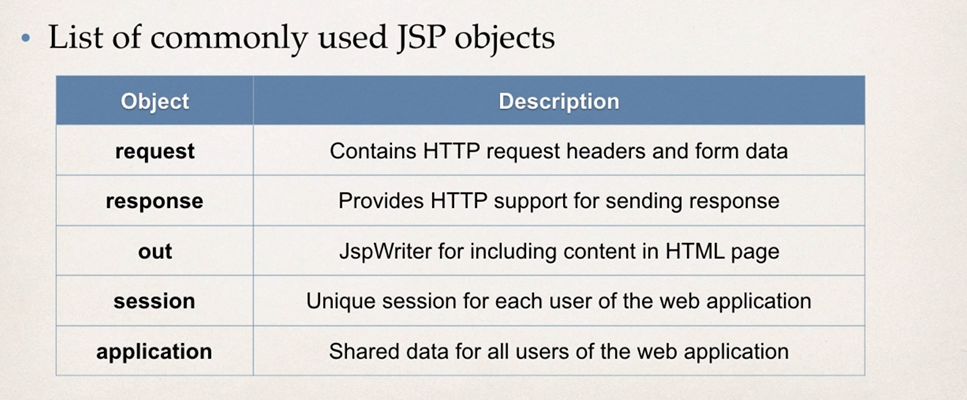 • List of commonly used JSP objects
Object Description
request Contains HTTP request headers and form data
response Provides HTTP support for sending response
out JspWriter for including content in HTML page
session Unique session for each user of the web application
application Shared data for all users of the web application